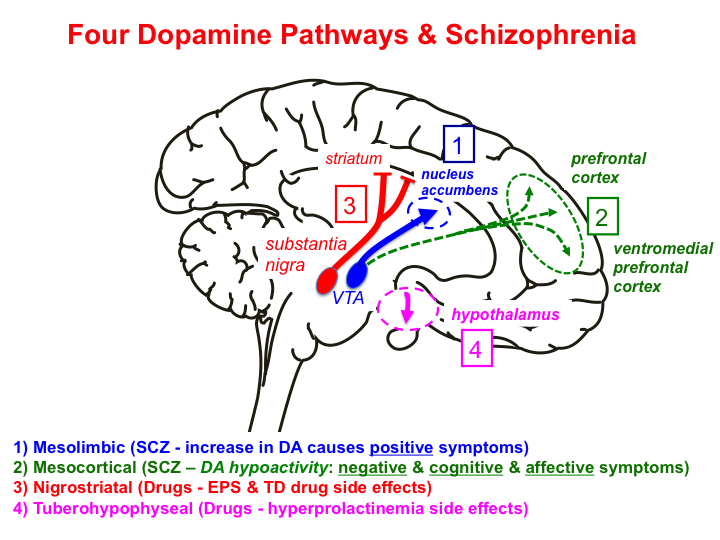 Four Dopamine Pathways & Schizophrenia
1
striatum
nucleus
accumbens
prefrontal
cortex
3
2
substantia
nigra
ventromedial
prefrontal
cortex
VTA
hypothalamus
4
1) Mesolimbic (SCZ - increase in DA causes positive symptoms)
2) Mesocortical (SCZ – DA hypoactivity: negative & cognitive & affective symptoms)
3) Nigrostriatal (Drugs - EPS & TD drug side effects)
4) Tuberohypophyseal (Drugs - hyperprolactinemia side effects)